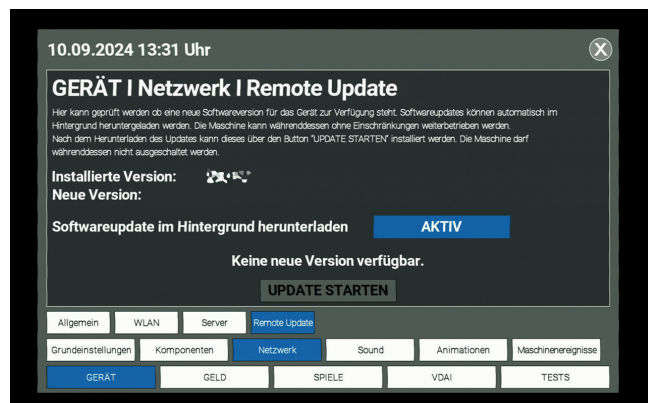 10.09.2024 13:31 Uhr
X
GERÄT I Netzwerk I Remote Update
Hier kann geprüft werden ob eine neue Softwareversion für das Gerät zur Verfügung steht. Softwareupdates können automatisch im
Hintergrund heruntergeladen werden. Die Maschine kann währenddessen ohne Einschränkungen weiterbetrieben werden.
Nach dem Herunterladen des Updates kann dieses über den Button "UPDATE STARTEN" installiert werden. Die Maschine darf
währenddessen nicht ausgeschaltet werden.
Installierte Version:
Neue Version:
Softwareupdate im Hintergrund herunterladen AKTIV
Keine neue Version verfügbar.
UPDATE STARTEN
Allgemein WLAN Server Remote Update
Grundeinstellungen Komponenten Netzwerk Sound Animationen Maschinenereignisse
GERÄT GELD SPIELE VDAI TESTS